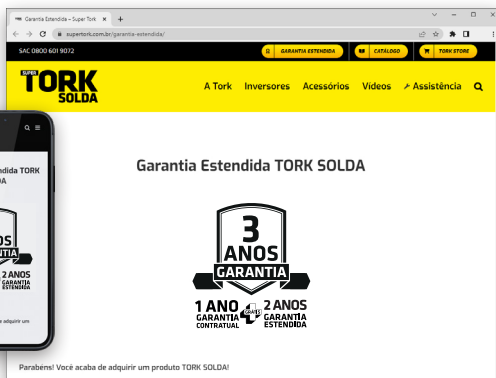 Garantia Estendida – Super Tork
supertork.com.br/garantia-estendida/
SAC 0800 601 9072
GARANTIA ESTENDIDA
CATÁLOGO
TORK STORE
SUPER
TORK
SOLDA
A Tork Inversores Acessórios Vídeos Assistência
Garantia Estendida TORK SOLDA
3
ANOS
GARANTIA
1 ANO
GARANTIA
CONTRATUAL
GRÁTIS
2 ANOS
GARANTIA
ESTENDIDA
Parabéns! Você acaba de adquirir um produto TORK SOLDA!
TORK
2 ANOS
GARANTIA
ESTENDIDA
adquirir um